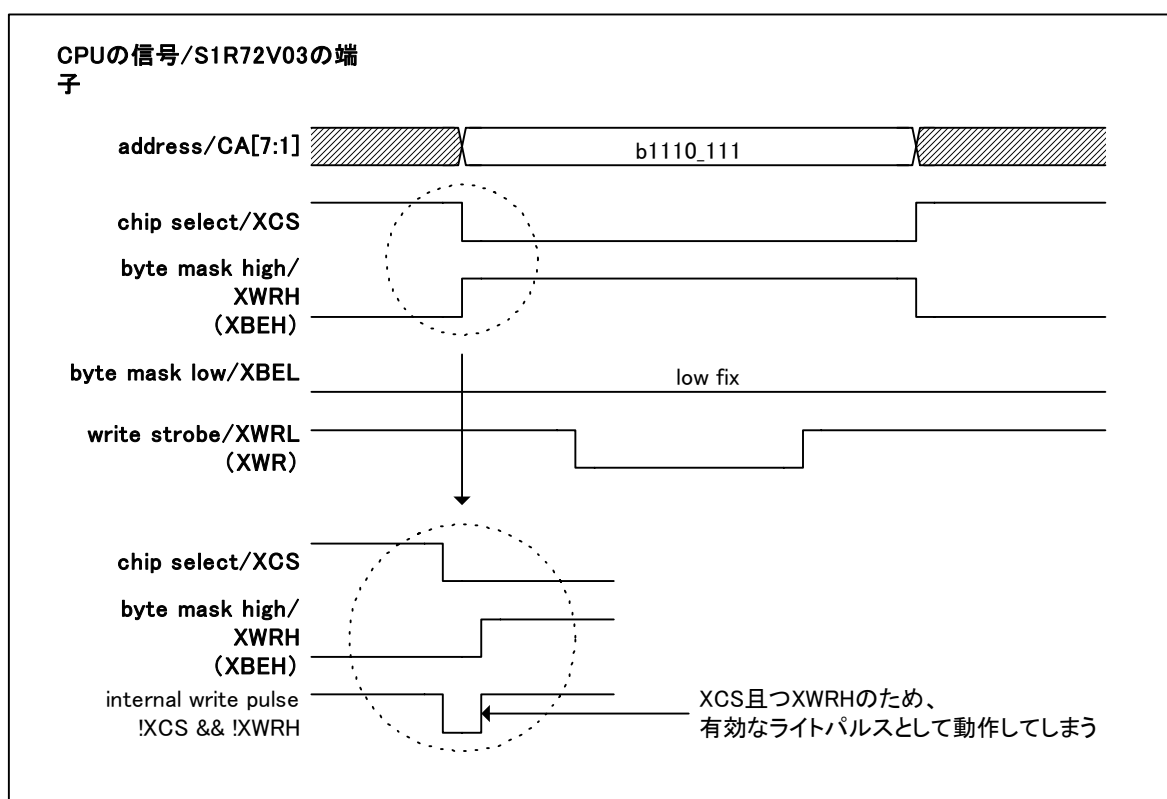 CPUの信号/S1R72V03の端
子
address/CA[7:1]
b1110_111
chip select/XCS
byte mask high/
XWRH
(XBEH)
byte mask low/XBEL
low fix
write strobe/XWRL
(XWR)
chip select/XCS
byte mask high/
XWRH
(XBEH)
internal write pulse
!XCS && !XWRH
XCS且つXWRHのため、
有効なライトパルスとして動作してしまう